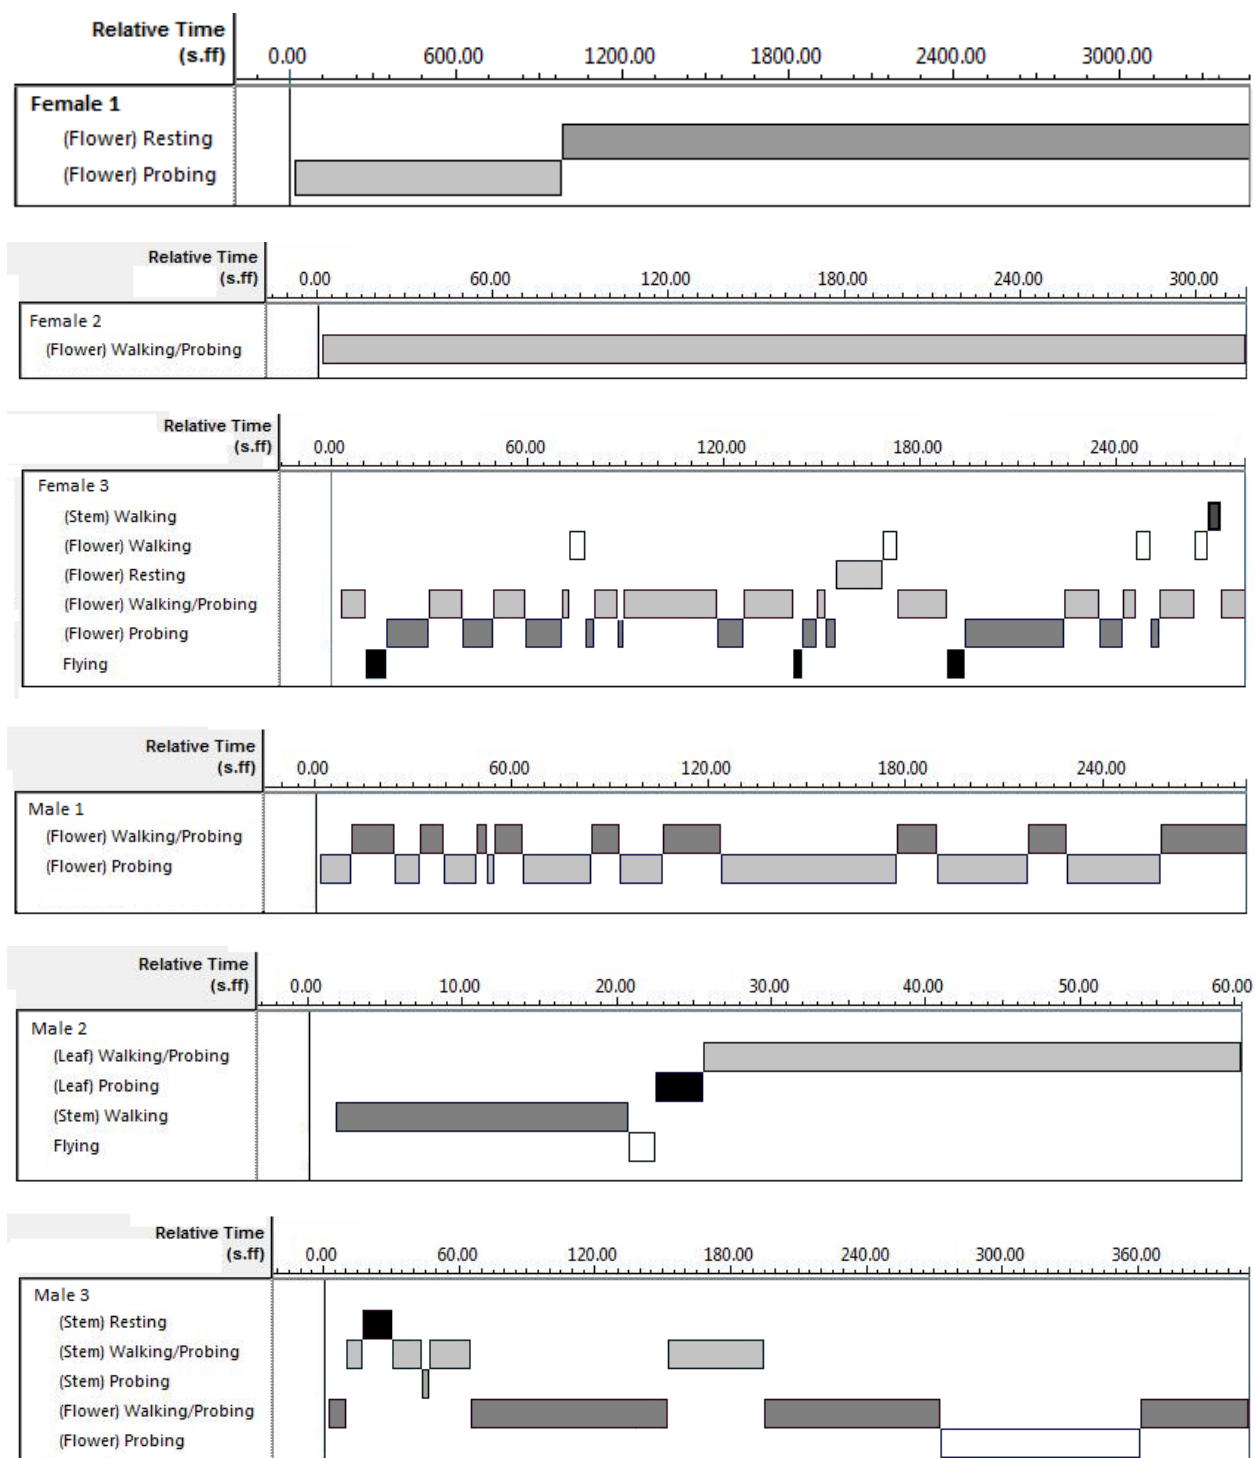 Relative Time
(s.ff) 0.00 600.00 1200.00 1800.00 2400.00 3000.00
Female 1
(Flower) Resting
(Flower) Probing
Relative Time
(s.ff) 0.00 60.00 120.00 180.00 240.00 300.00
Female 2
(Flower) Walking/Probing
Relative Time
(s.ff) 0.00 60.00 120.00 180.00 240.00
Female 3
(Stem) Walking
(Flower) Walking
(Flower) Resting
(Flower) Walking/Probing
(Flower) Probing
Flying
Relative Time
(s.ff) 0.00 60.00 120.00 180.00 240.00
Male 1
(Flower) Walking/Probing
(Flower) Probing
Relative Time
(s.ff) 0.00 10.00 20.00 30.00 40.00 50.00 60.00
Male 2
(Leaf) Walking/Probing
(Leaf) Probing
(Stem) Walking
Flying
Relative Time
(s.ff) 0.00 60.00 120.00 180.00 240.00 300.00 360.00
Male 3
(Stem) Resting
(Stem) Walking/Probing
(Stem) Probing
(Flower) Walking/Probing
(Flower) Probing